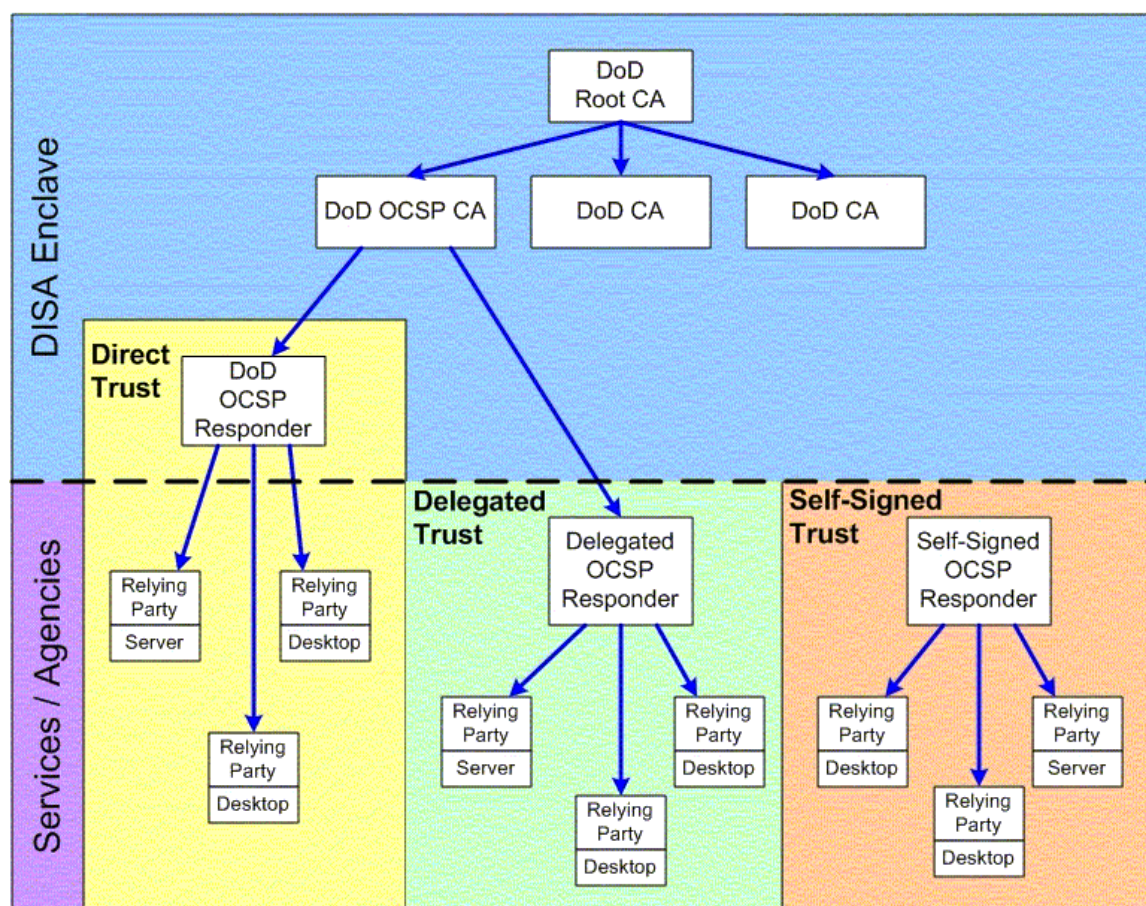 DoD
Root CA
DoD OCSP CA
DoD CA
DoD CA
DISA Enclave
Direct
Trust
DoD
OCSP
Responder
Services / Agencies
Relying
Party
Server
Relying
Party
Desktop
Relying
Party
Desktop
Delegated
Trust
Delegated
OCSP
Responder
Relying
Party
Server
Relying
Party
Desktop
Relying
Party
Desktop
Self-Signed
Trust
Self-Signed
OCSP
Responder
Relying
Party
Desktop
Relying
Party
Desktop
Relying
Party
Server